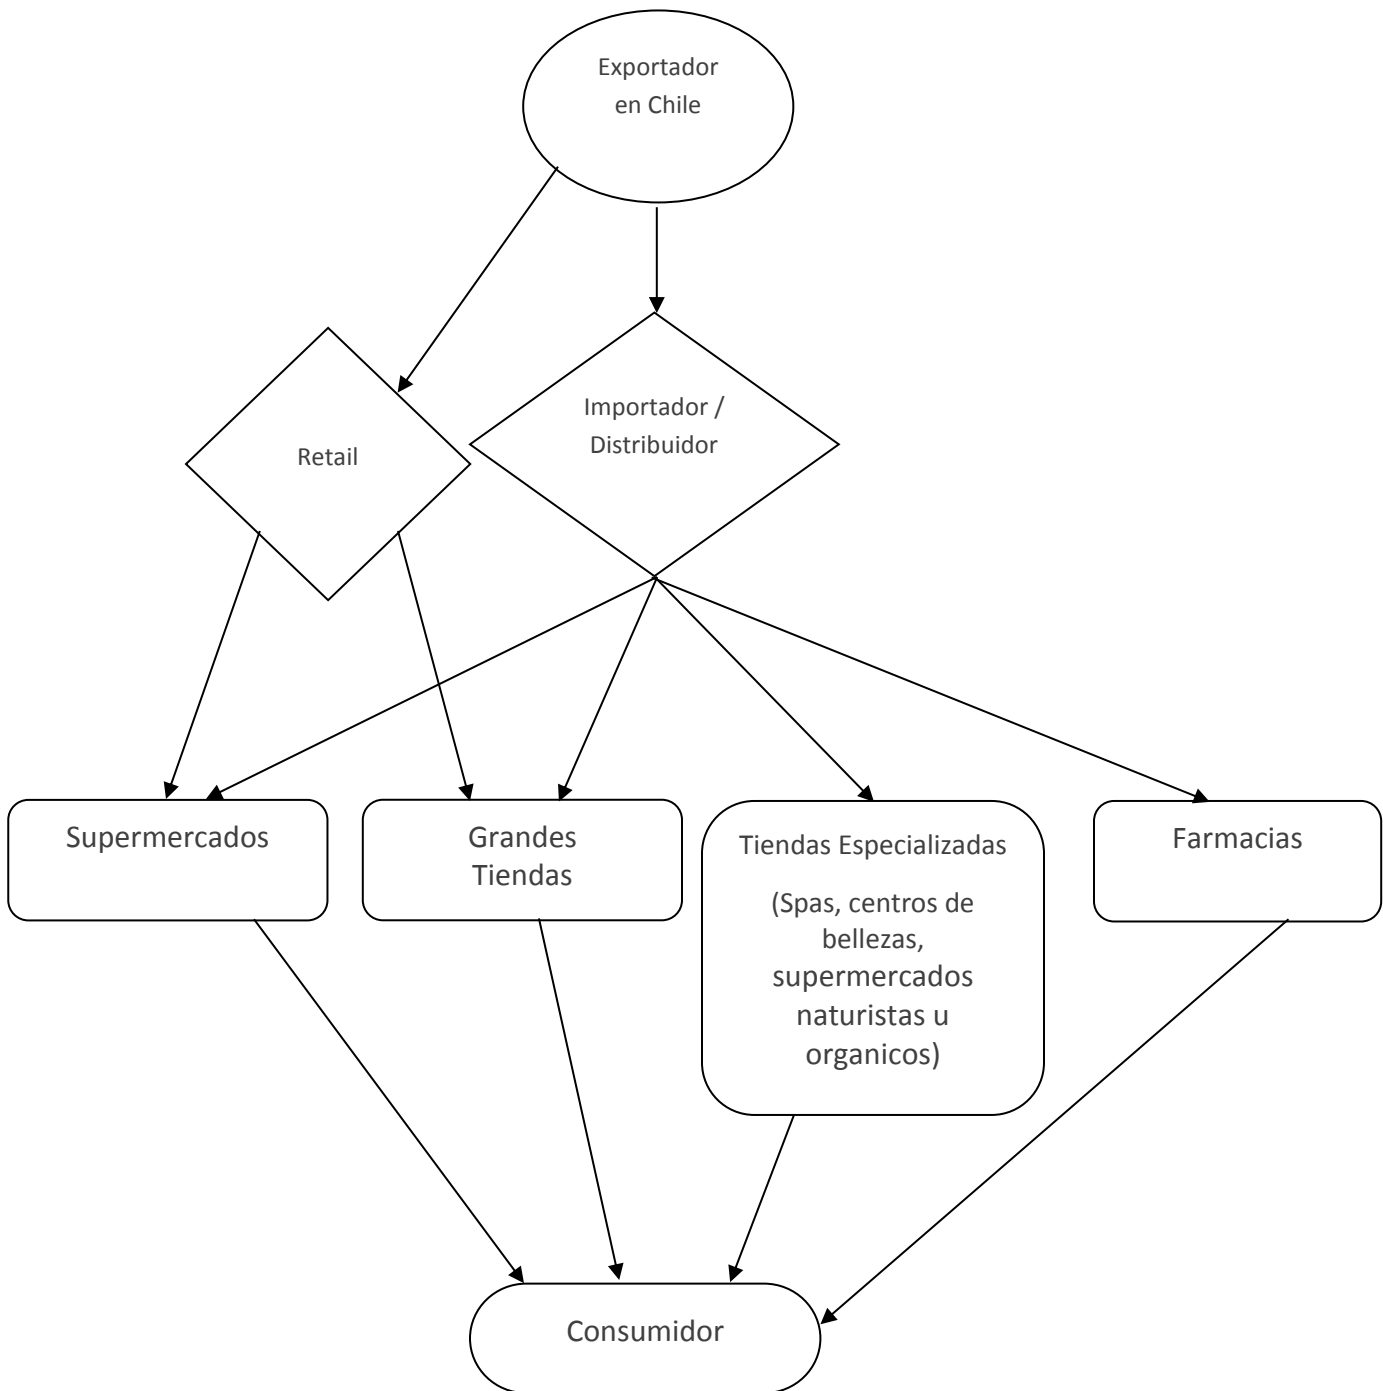 Exportador
en Chile
Importador /
Distribuidor
Retail
Supermercados
Grandes
Tiendas
Tiendas Especializadas
(Spas, centros de
bellezas,
supermercados
naturistas u
organicos)
Farmacias
Consumidor